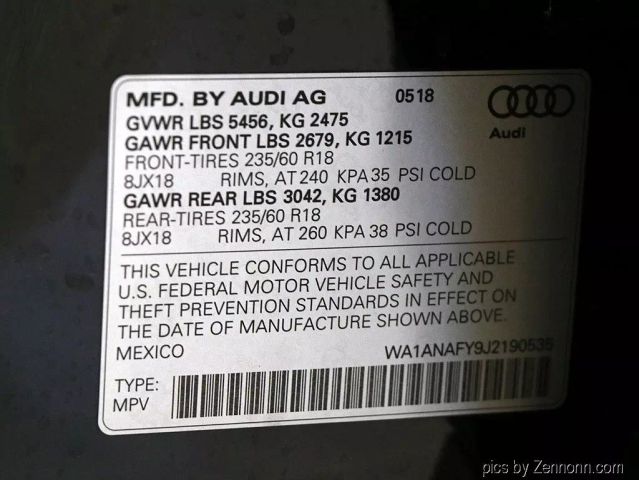 MFD. BY AUDI AG 0518
Audi
GVWR LBS 5456, KG 2475
GAWR FRONT LBS 2679, KG 1215
FRONT-TIRES 235/60 R18
8JX18 RIMS, AT 240 KPA 35 PSI COLD
GAWR REAR LBS 3042, KG 1380
REAR-TIRES 235/60 R18
8JX18 RIMS, AT 260 KPA 38 PSI COLD
THIS VEHICLE CONFORMS TO ALL APPLICABLE
U.S. FEDERAL MOTOR VEHICLE SAFETY AND
THEFT PREVENTION STANDARDS IN EFFECT ON
THE DATE OF MANUFACTURE SHOWN ABOVE.
MEXICO WA1ANAFY9J2190535
TYPE:
MPV
pics by Zennonn.com